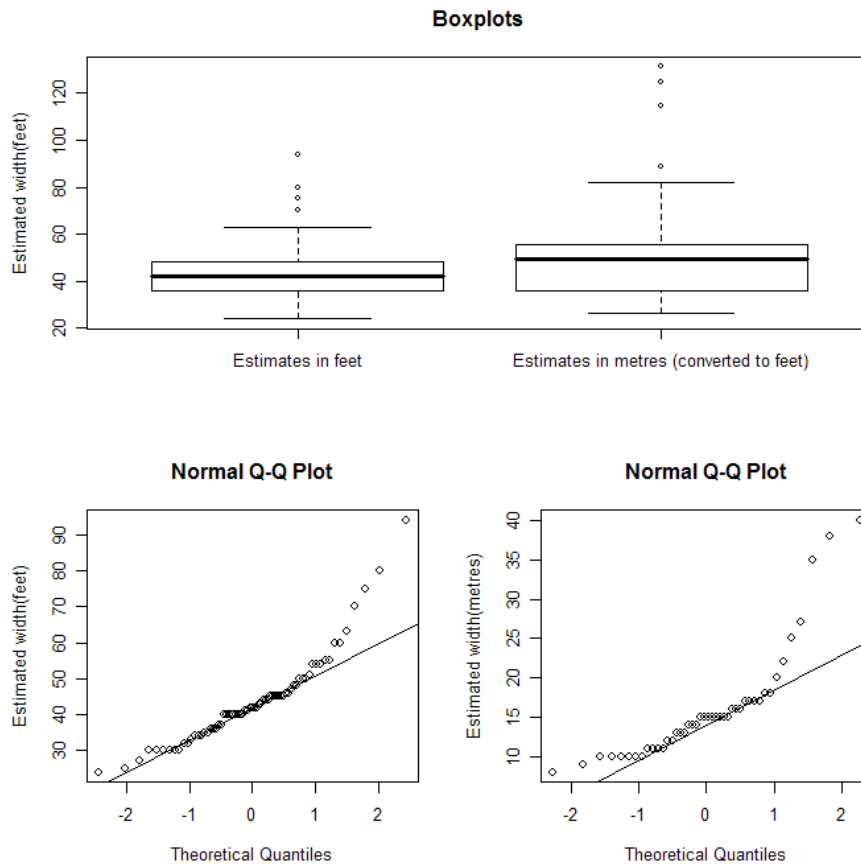 Boxplots
Estimated width(feet)
120
100
80
60
40
20
Estimates in feet
Estimates in metres (converted to feet)
Normal Q-Q Plot
Estimated width(feet)
90
80
70
60
50
40
30
-2 -1 0 1 2
Theoretical Quantiles
Normal Q-Q Plot
Estimated width(metres)
40
35
30
25
20
15
10
-2 -1 0 1 2
Theoretical Quantiles